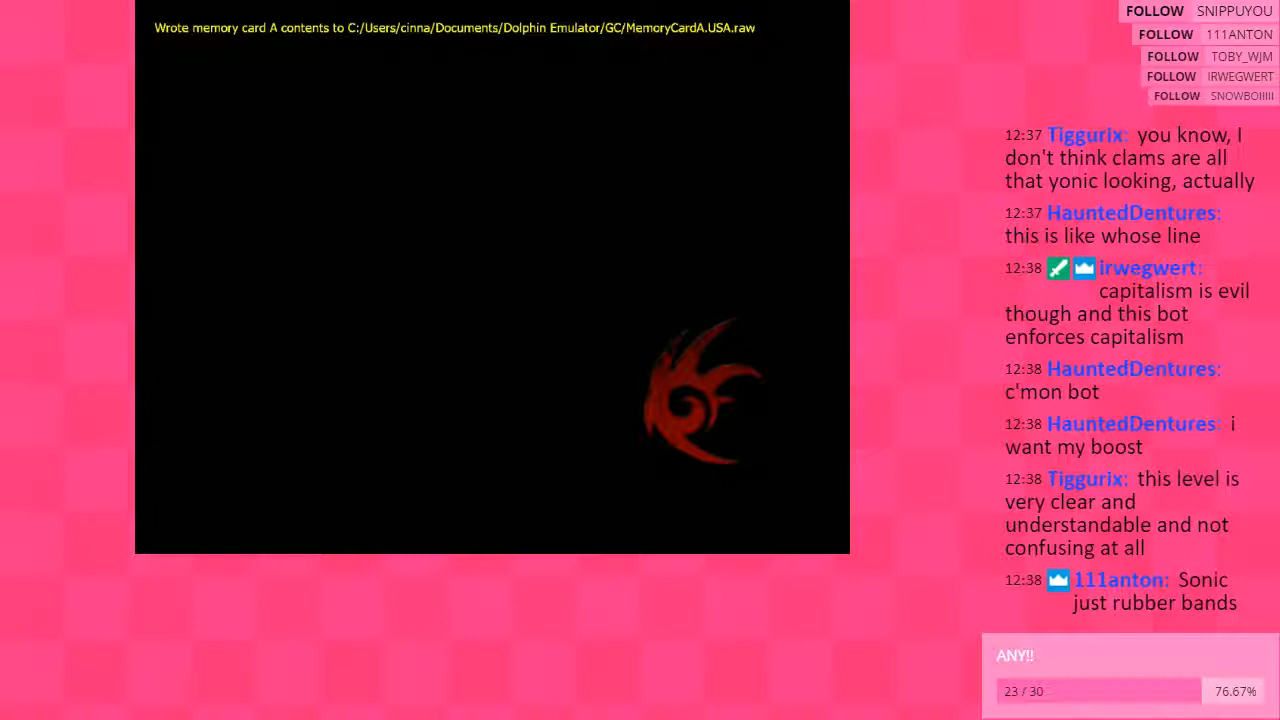 Wrote memory card A contents to C:/Users/cinna/Documents/Dolphin Emulator/GC/MemoryCardA.USA.raw
FOLLOW SNIPPUYOU
FOLLOW 111ANTON
FOLLOW TOBY_WJM
FOLLOW IRWEGWERT
FOLLOW SNOWBOIIIII
12:37 Tiggurix: you know, I
don't think clams are all
that yonic looking, actually
12:37 HauntedDentures:
this is like whose line
12:38 irwegwert:
capitalism is evil
though and this bot
enforces capitalism
12:38 HauntedDentures:
c'mon bot
12:38 HauntedDentures: i
want my boost
12:38 Tiggurix: this level is
very clear and
understandable and not
confusing at all
12:38 111anton: Sonic
just rubber bands
ANY!!
23 / 30 76.67%